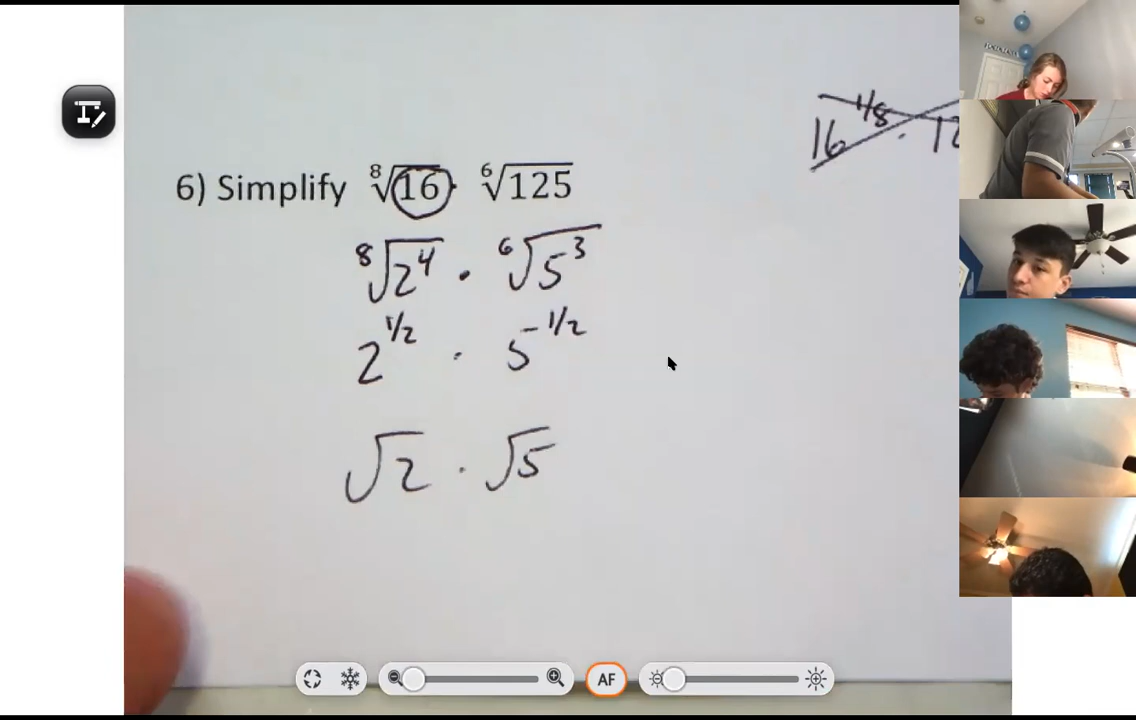 6) Simplify ⁸√16 · ⁶√125
⁸√2⁴ · ⁶√5³
2^1/2 · 5^-1/2
√2 · √5
16^1/8 · 12
AF